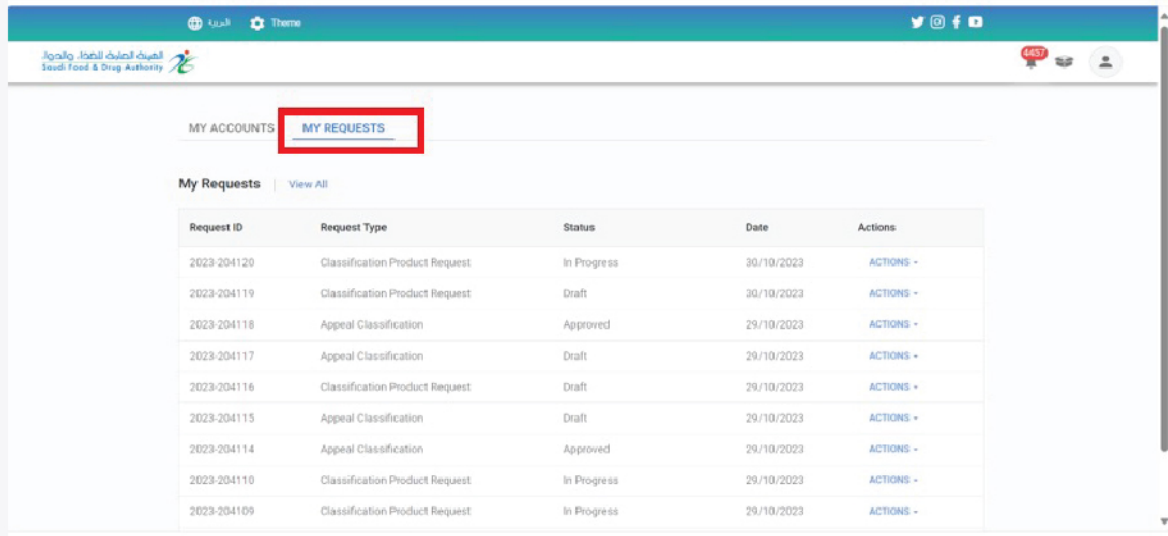 العربية Theme
4437
الهيئة العامة للغذاء والدواء
Saudi Food & Drug Authority
MY ACCOUNTS MY REQUESTS
My Requests | View All
Request ID Request Type Status Date Actions
2023-204120 Classification Product Request In Progress 30/10/2023 ACTIONS
2023-204119 Classification Product Request Draft 30/10/2023 ACTIONS
2023-204118 Appeal Classification Approved 29/10/2023 ACTIONS
2023-204117 Appeal Classification Draft 29/10/2023 ACTIONS
2023-204116 Classification Product Request Draft 29/10/2023 ACTIONS
2023-204115 Appeal Classification Draft 29/10/2023 ACTIONS
2023-204114 Appeal Classification Approved 29/10/2023 ACTIONS
2023-204110 Classification Product Request In Progress 29/10/2023 ACTIONS
2023-204109 Classification Product Request In Progress 29/10/2023 ACTIONS